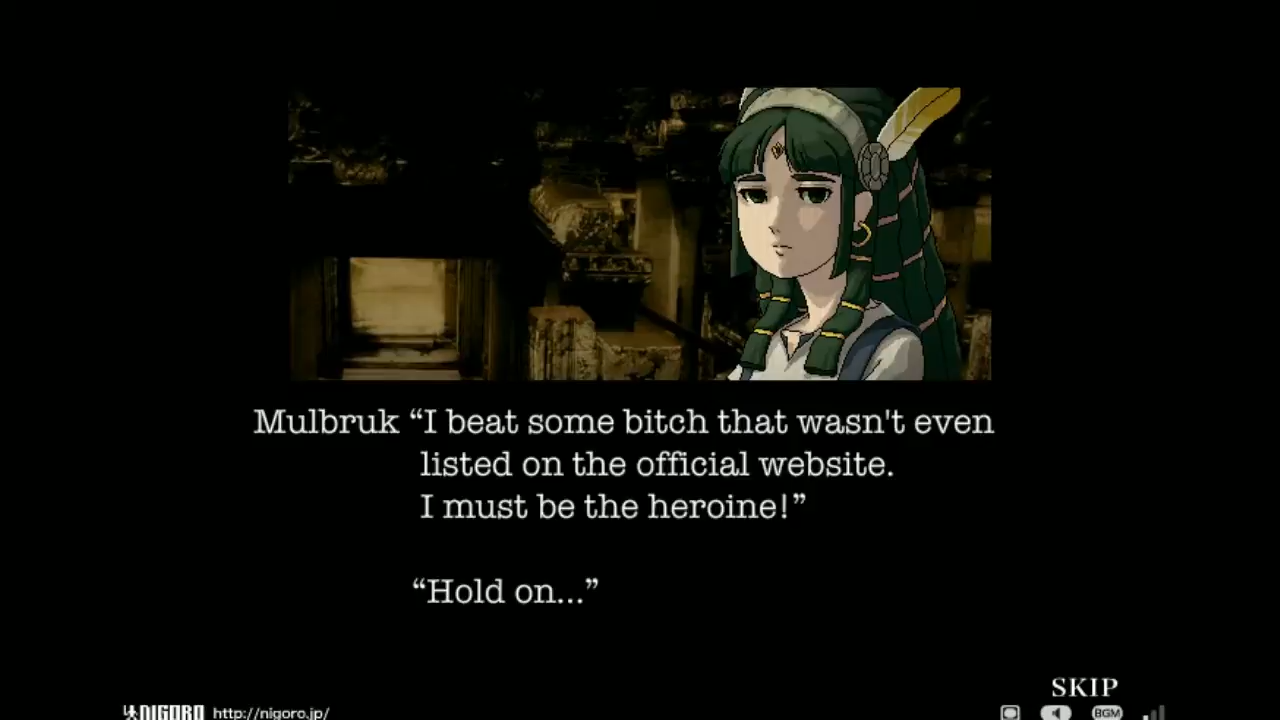 Mulbruk “I beat some bitch that wasn't even
listed on the official website.
I must be the heroine!”
“Hold on...”
SKIP
NIGORO http://nigoro.jp/
BGM